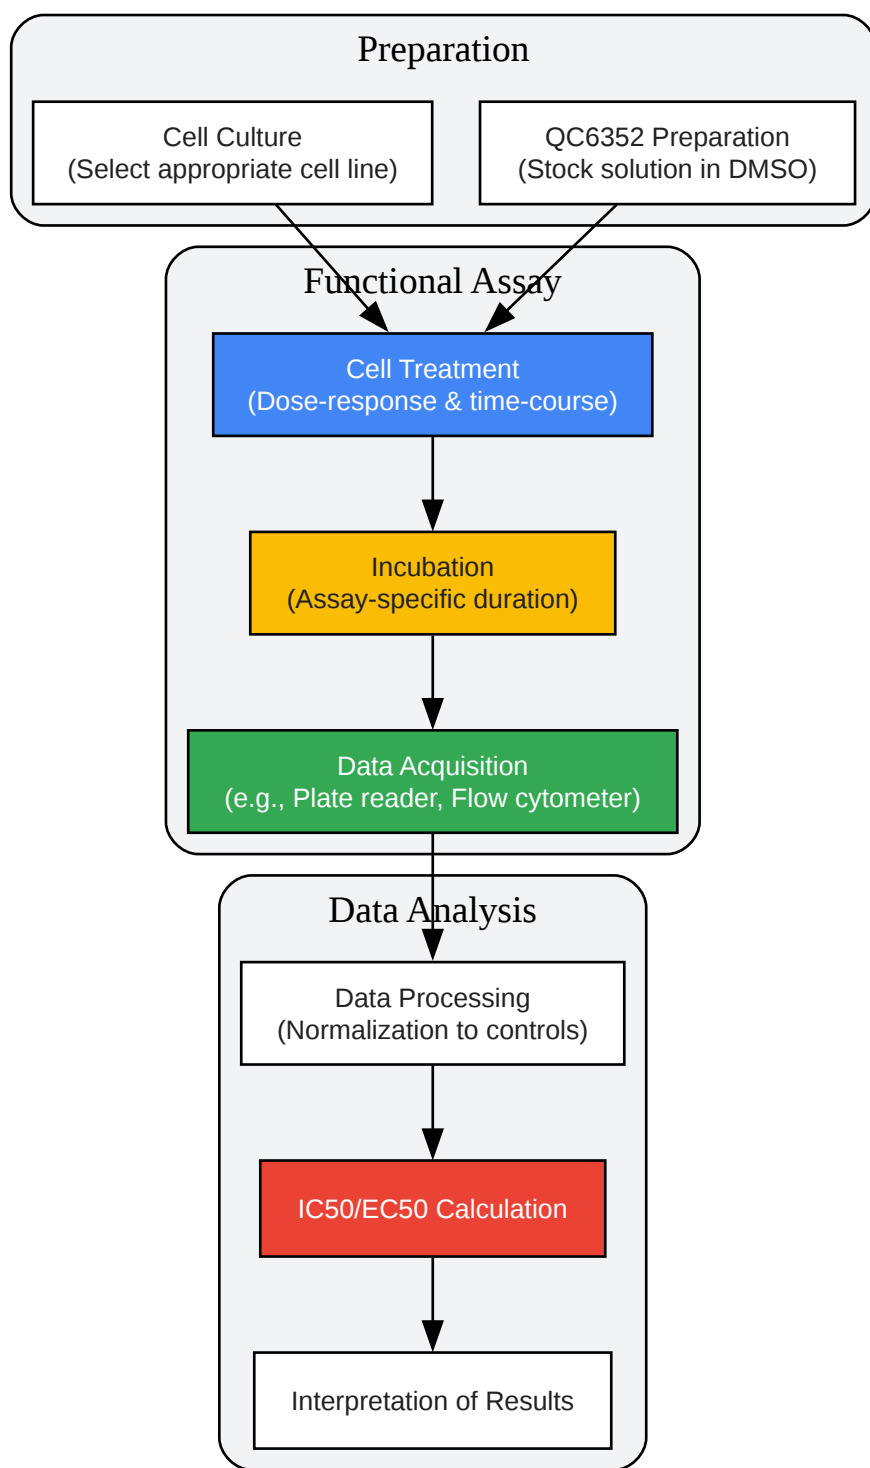 Preparation
Cell Culture
(Select appropriate cell line)
QC6352 Preparation
(Stock solution in DMSO)
Functional Assay
Cell Treatment
(Dose-response & time-course)
Incubation
(Assay-specific duration)
Data Acquisition
(e.g., Plate reader, Flow cytometer)
Data Analysis
Data Processing
(Normalization to controls)
IC50/EC50 Calculation
Interpretation of Results